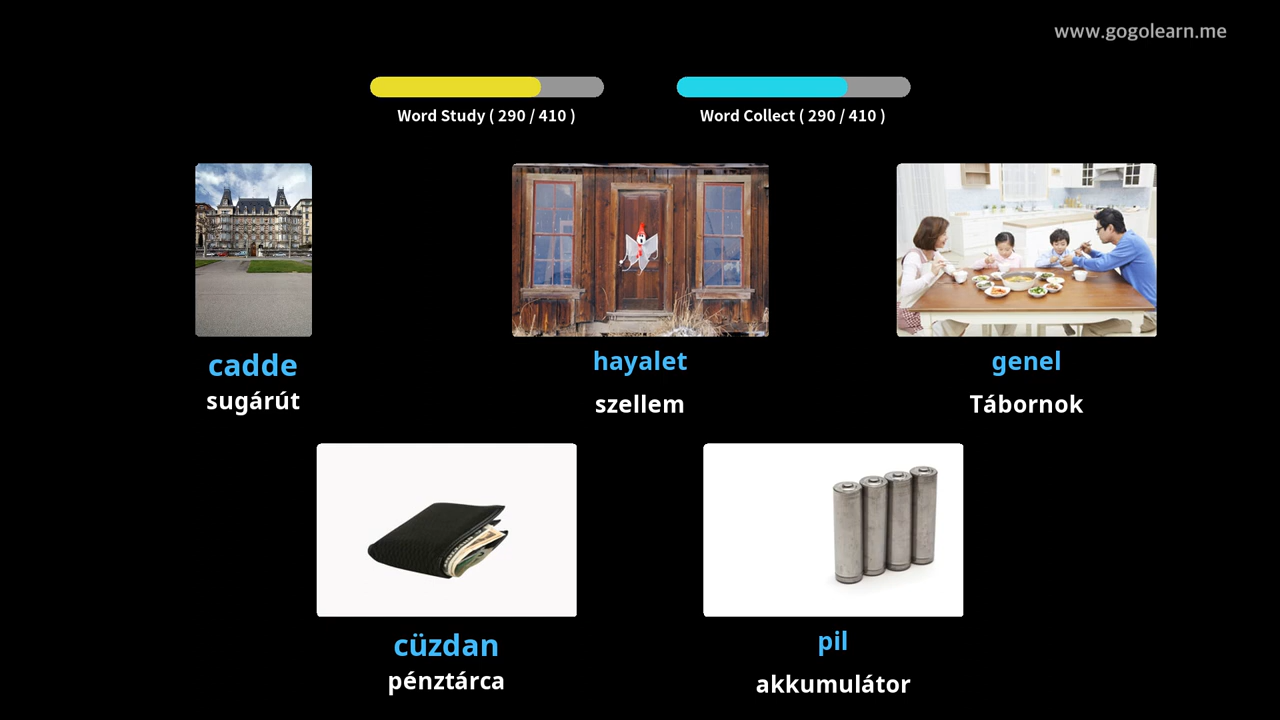 www.gogolearn.me
Word Study ( 290 / 410 )
Word Collect ( 290 / 410 )
cadde
sugárút
hayalet
szellem
genel
Tábornok
cüzdan
pénztárca
pil
akkumulátor